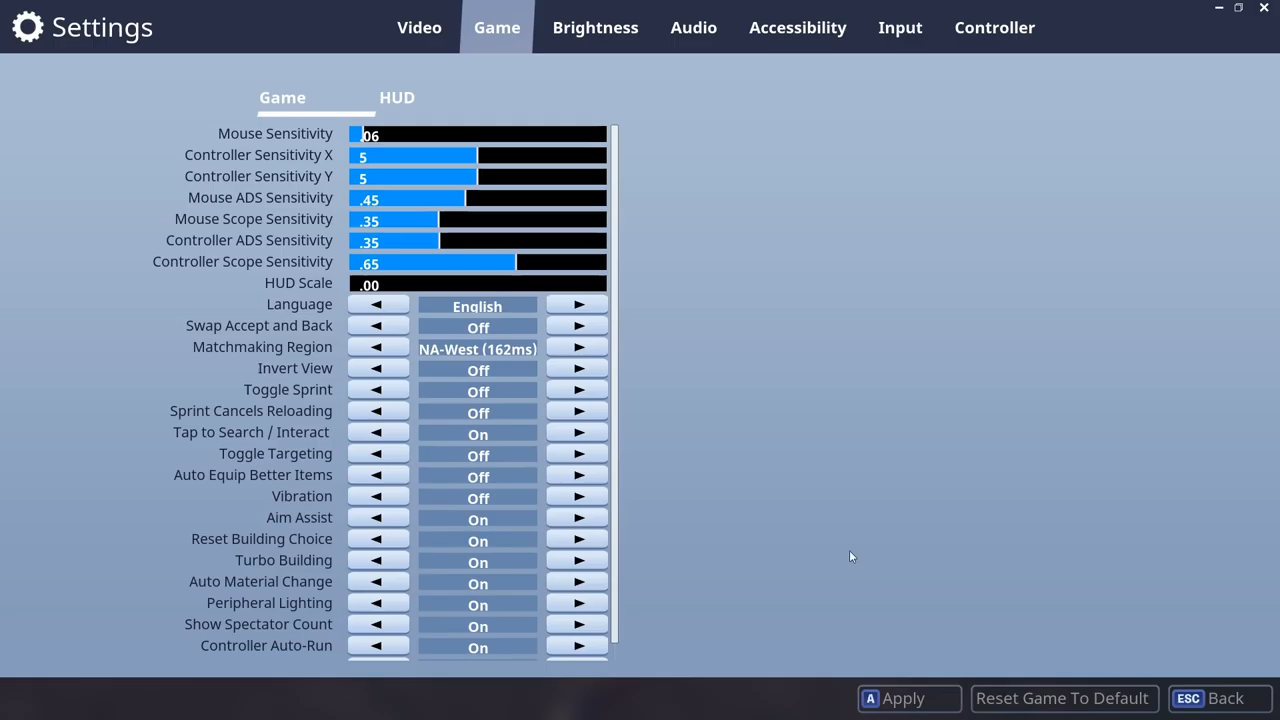 Settings
Video Game Brightness Audio Accessibility Input Controller
Game HUD
Mouse Sensitivity .06
Controller Sensitivity X 5
Controller Sensitivity Y 5
Mouse ADS Sensitivity .45
Mouse Scope Sensitivity .35
Controller ADS Sensitivity .35
Controller Scope Sensitivity .65
HUD Scale .00
Language English
Swap Accept and Back Off
Matchmaking Region NA-West (162ms)
Invert View Off
Toggle Sprint Off
Sprint Cancels Reloading Off
Tap to Search / Interact On
Toggle Targeting Off
Auto Equip Better Items Off
Vibration Off
Aim Assist On
Reset Building Choice On
Turbo Building On
Auto Material Change On
Peripheral Lighting On
Show Spectator Count On
Controller Auto-Run On
A Apply Reset Game To Default ESC Back